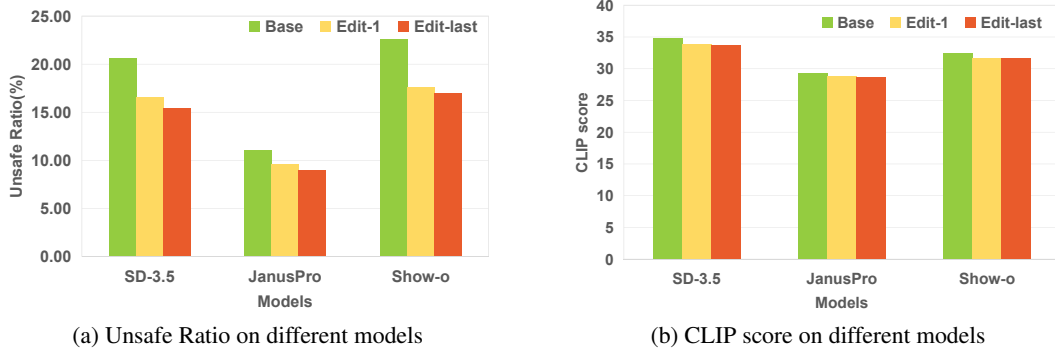 25.00
20.00
15.00
10.00
5.00
0.00
Unsafe Ratio(%)
Base Edit-1 Edit-last
SD-3.5 JanusPro Show-o
Models
(a) Unsafe Ratio on different models
40
35
30
25
20
15
10
5
0
CLIP score
Base Edit-1 Edit-last
SD-3.5 JanusPro Show-o
Models
(b) CLIP score on different models